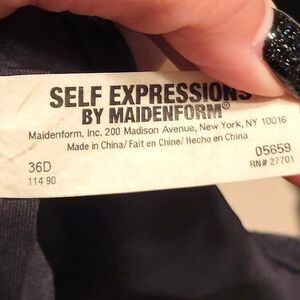 SELF EXPRESSIONS
BY MAIDENFORM®
Maidenform, Inc. 200 Madison Avenue, New York, NY 10016
Made in China/ Fait en Chine/ Hecho en China
36D 05659
114 90 RN# 27701